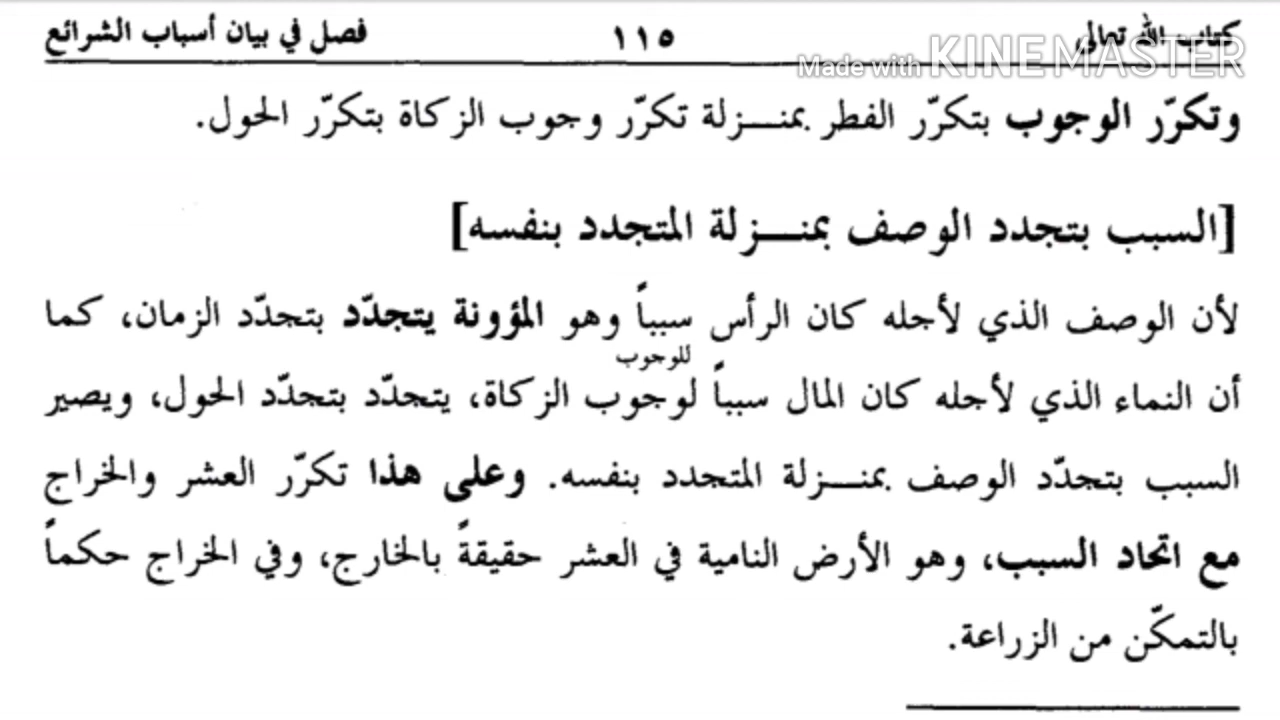 كتاب الله تعالى ١١٥ فصل في بيان أسباب الشرائع
Made with KINEMASTER
وتكرّر الوجوب بتكرّر الفطر بمنــزلة تكرّر وجوب الزكاة بتكرّر الحول.
[السبب بتجدد الوصف بمنــزلة المتجدد بنفسه]
لأن الوصف الذي لأجله كان الرأس سبباً وهو المؤونة يتجدّد بتجدّد الزمان، كما
للوجوب
أن النماء الذي لأجله كان المال سبباً لوجوب الزكاة، يتجدّد بتجدّد الحول، ويصير
السبب بتجدّد الوصف بمنــزلة المتجدد بنفسه. وعلى هذا تكرّر العشر والخراج
مع اتحاد السبب، وهو الأرض النامية في العشر حقيقةً بالخارج، وفي الخراج حكماً
بالتمكّن من الزراعة.